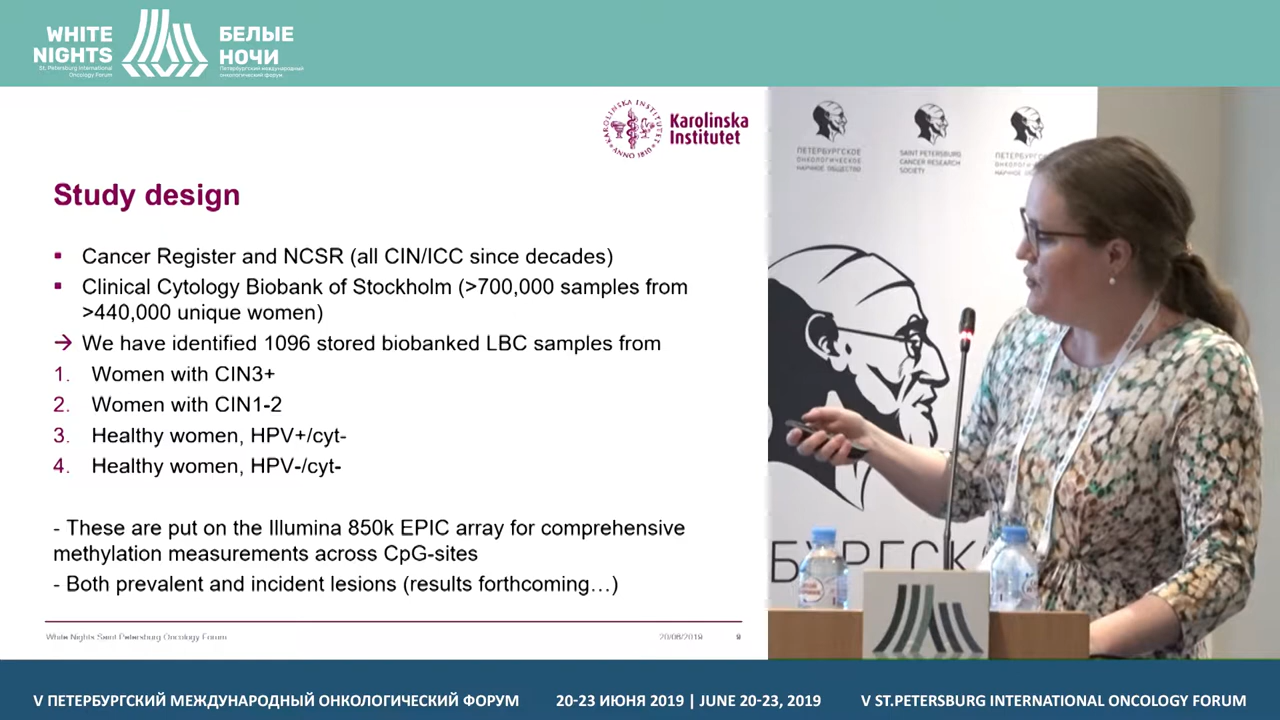 WHITE
NIGHTS
St. Petersburg International
Oncology Forum
БЕЛЫЕ
НОЧИ
Петербургский международный
онкологический форум
KAROLINSKA INSTITUTET
ANNO 1810
Karolinska
Institutet
Study design
▪ Cancer Register and NCSR (all CIN/ICC since decades)
▪ Clinical Cytology Biobank of Stockholm (>700,000 samples from
>440,000 unique women)
→ We have identified 1096 stored biobanked LBC samples from
1. Women with CIN3+
2. Women with CIN1-2
3. Healthy women, HPV+/cyt-
4. Healthy women, HPV-/cyt-
- These are put on the Illumina 850k EPIC array for comprehensive
methylation measurements across CpG-sites
- Both prevalent and incident lesions (results forthcoming…)
White Nights Saint Petersburg Oncology Forum
20/06/2019
9
ПЕТЕРБУРГСКОЕ
ОНКОЛОГИЧЕСКОЕ
НАУЧНОЕ ОБЩЕСТВО
SAINT PETERSBURG
CANCER RESEARCH
SOCIETY
V ПЕТЕРБУРГСКИЙ МЕЖДУНАРОДНЫЙ ОНКОЛОГИЧЕСКИЙ ФОРУМ
20-23 ИЮНЯ 2019 | JUNE 20-23, 2019
V ST.PETERSBURG INTERNATIONAL ONCOLOGY FORUM